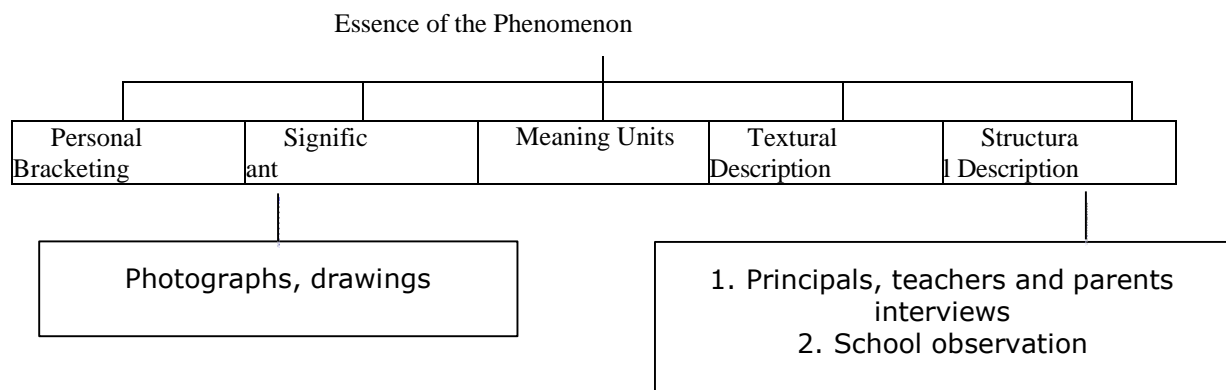 Essence of the Phenomenon
Personal
Bracketing
Signific
ant
Meaning Units
Textural
Description
Structura
l Description
Photographs, drawings
1. Principals, teachers and parents
interviews
2. School observation